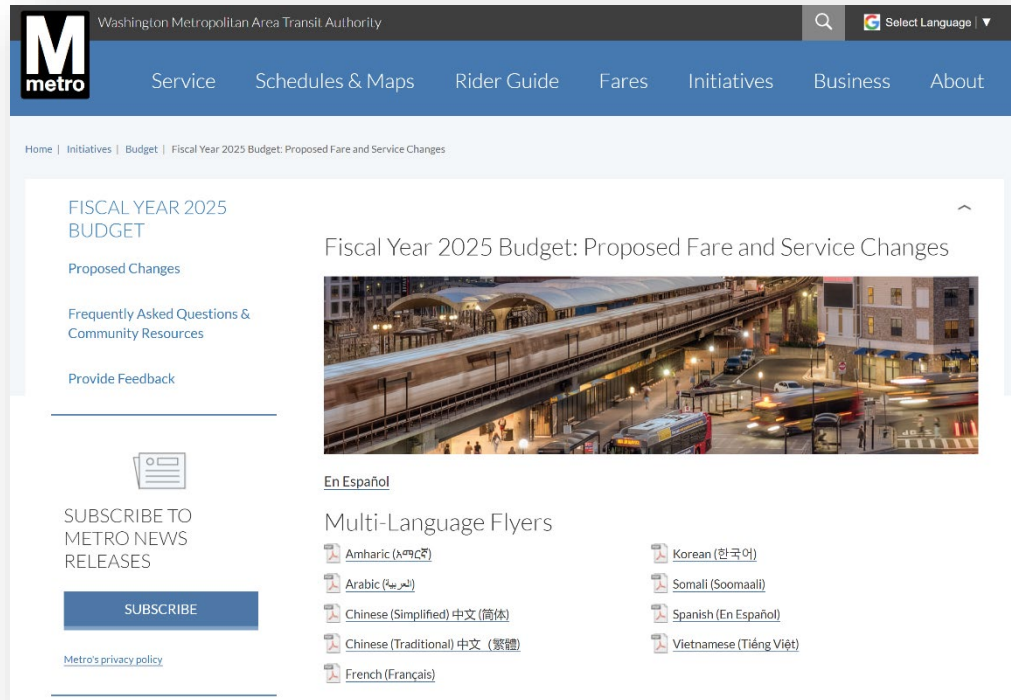 Washington Metropolitan Area Transit Authority
Select Language ▼
M
metro
Service
Schedules & Maps
Rider Guide
Fares
Initiatives
Business
About
Home | Initiatives | Budget | Fiscal Year 2025 Budget: Proposed Fare and Service Changes
FISCAL YEAR 2025
BUDGET
Proposed Changes
Frequently Asked Questions &
Community Resources
Provide Feedback
SUBSCRIBE TO
METRO NEWS
RELEASES
SUBSCRIBE
Metro's privacy policy
Fiscal Year 2025 Budget: Proposed Fare and Service Changes
En Español
Multi-Language Flyers
Amharic (አማርኛ)
Arabic (العربية)
Chinese (Simplified) 中文 (简体)
Chinese (Traditional) 中文（繁體)
French (Français)
Korean (한국어)
Somali (Soomaali)
Spanish (En Español)
Vietnamese (Tiếng Việt)